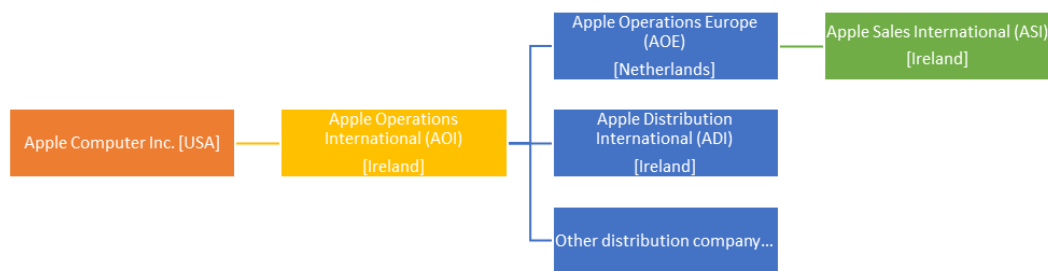 Apple Computer Inc. [USA]
Apple Operations
International (AOI)
[Ireland]
Apple Operations Europe
(AOE)
[Netherlands]
Apple Sales International (ASI)
[Ireland]
Apple Distribution
International (ADI)
[Ireland]
Other distribution company...